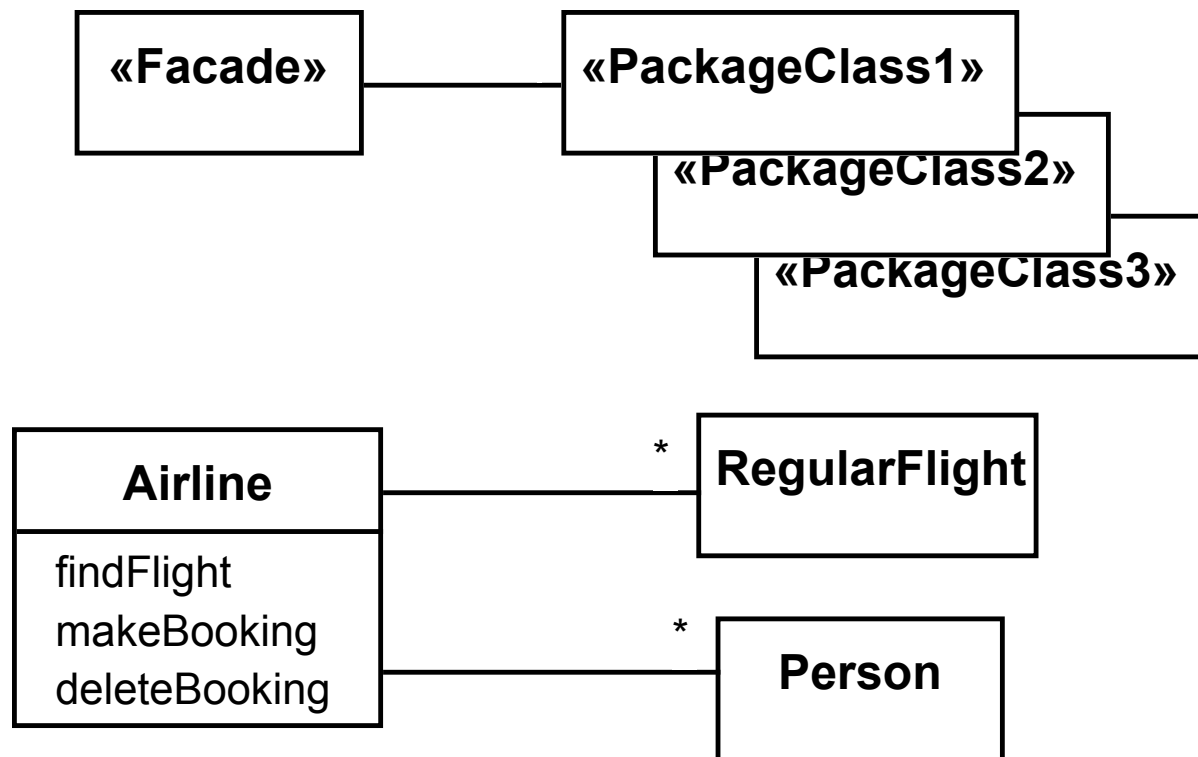 «Facade»
«PackageClass1»
«PackageClass2»
«PackageClass3»
Airline
findFlight
makeBooking
deleteBooking
*
RegularFlight
*
Person